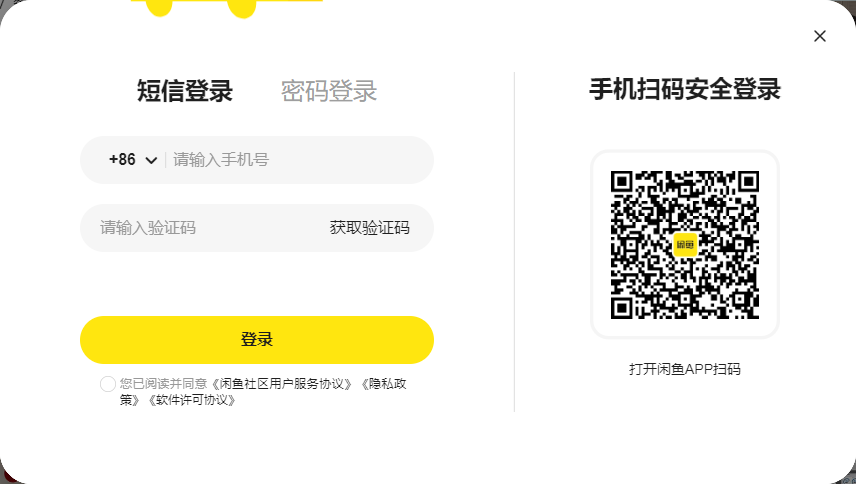 短信登录
密码登录
+86
请输入手机号
请输入验证码
获取验证码
登录
您已阅读并同意《闲鱼社区用户服务协议》《隐私政
策》《软件许可协议》
手机扫码安全登录
闲鱼
打开闲鱼APP扫码